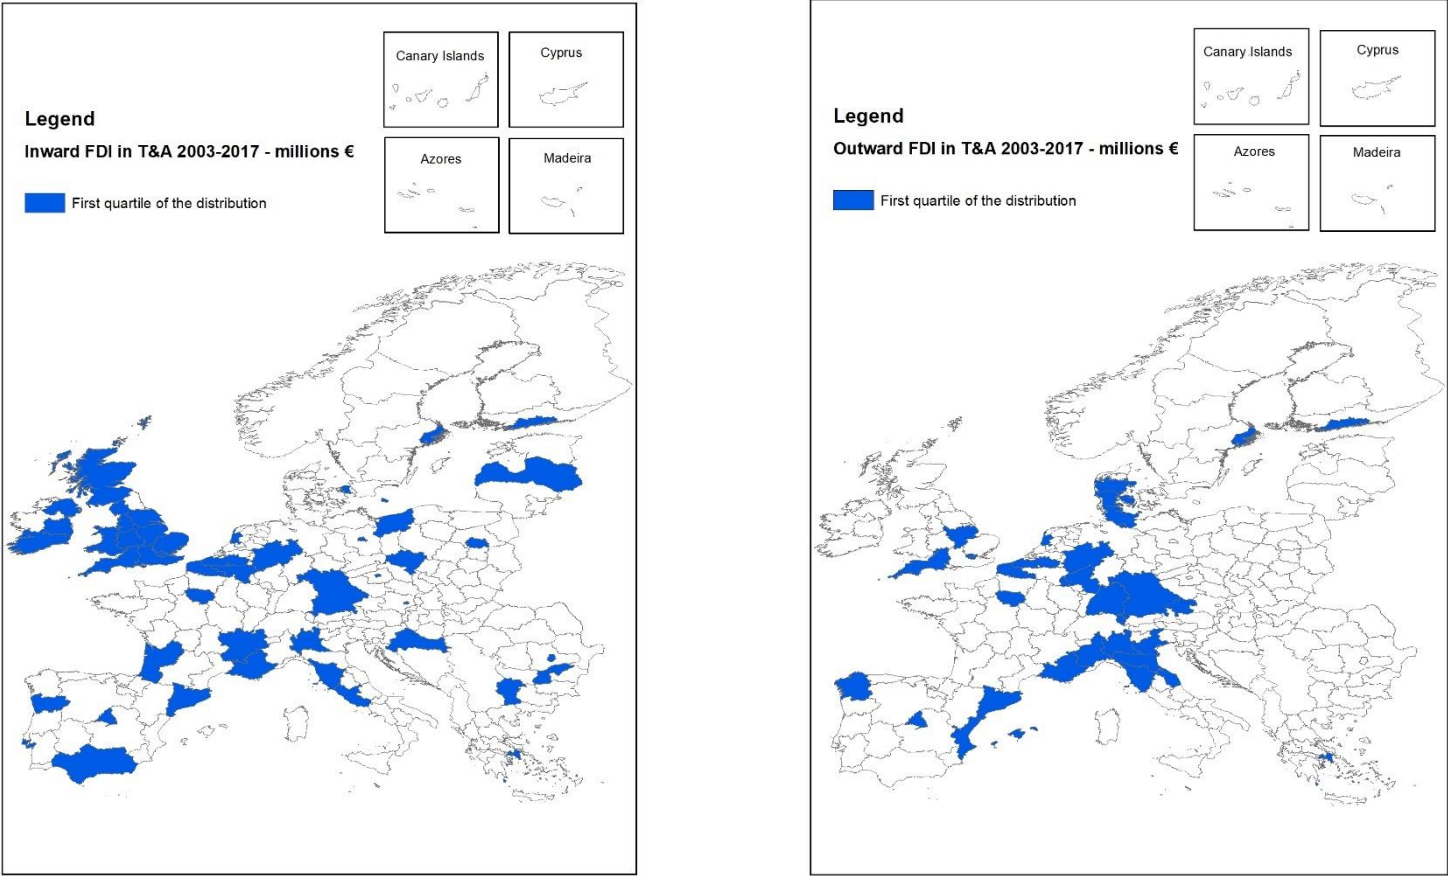 Canary Islands
Cyprus
Legend
Inward FDI in T&A 2003-2017 - millions €
Azores
Madeira
First quartile of the distribution
Canary Islands
Cyprus
Legend
Outward FDI in T&A 2003-2017 - millions €
Azores
Madeira
First quartile of the distribution